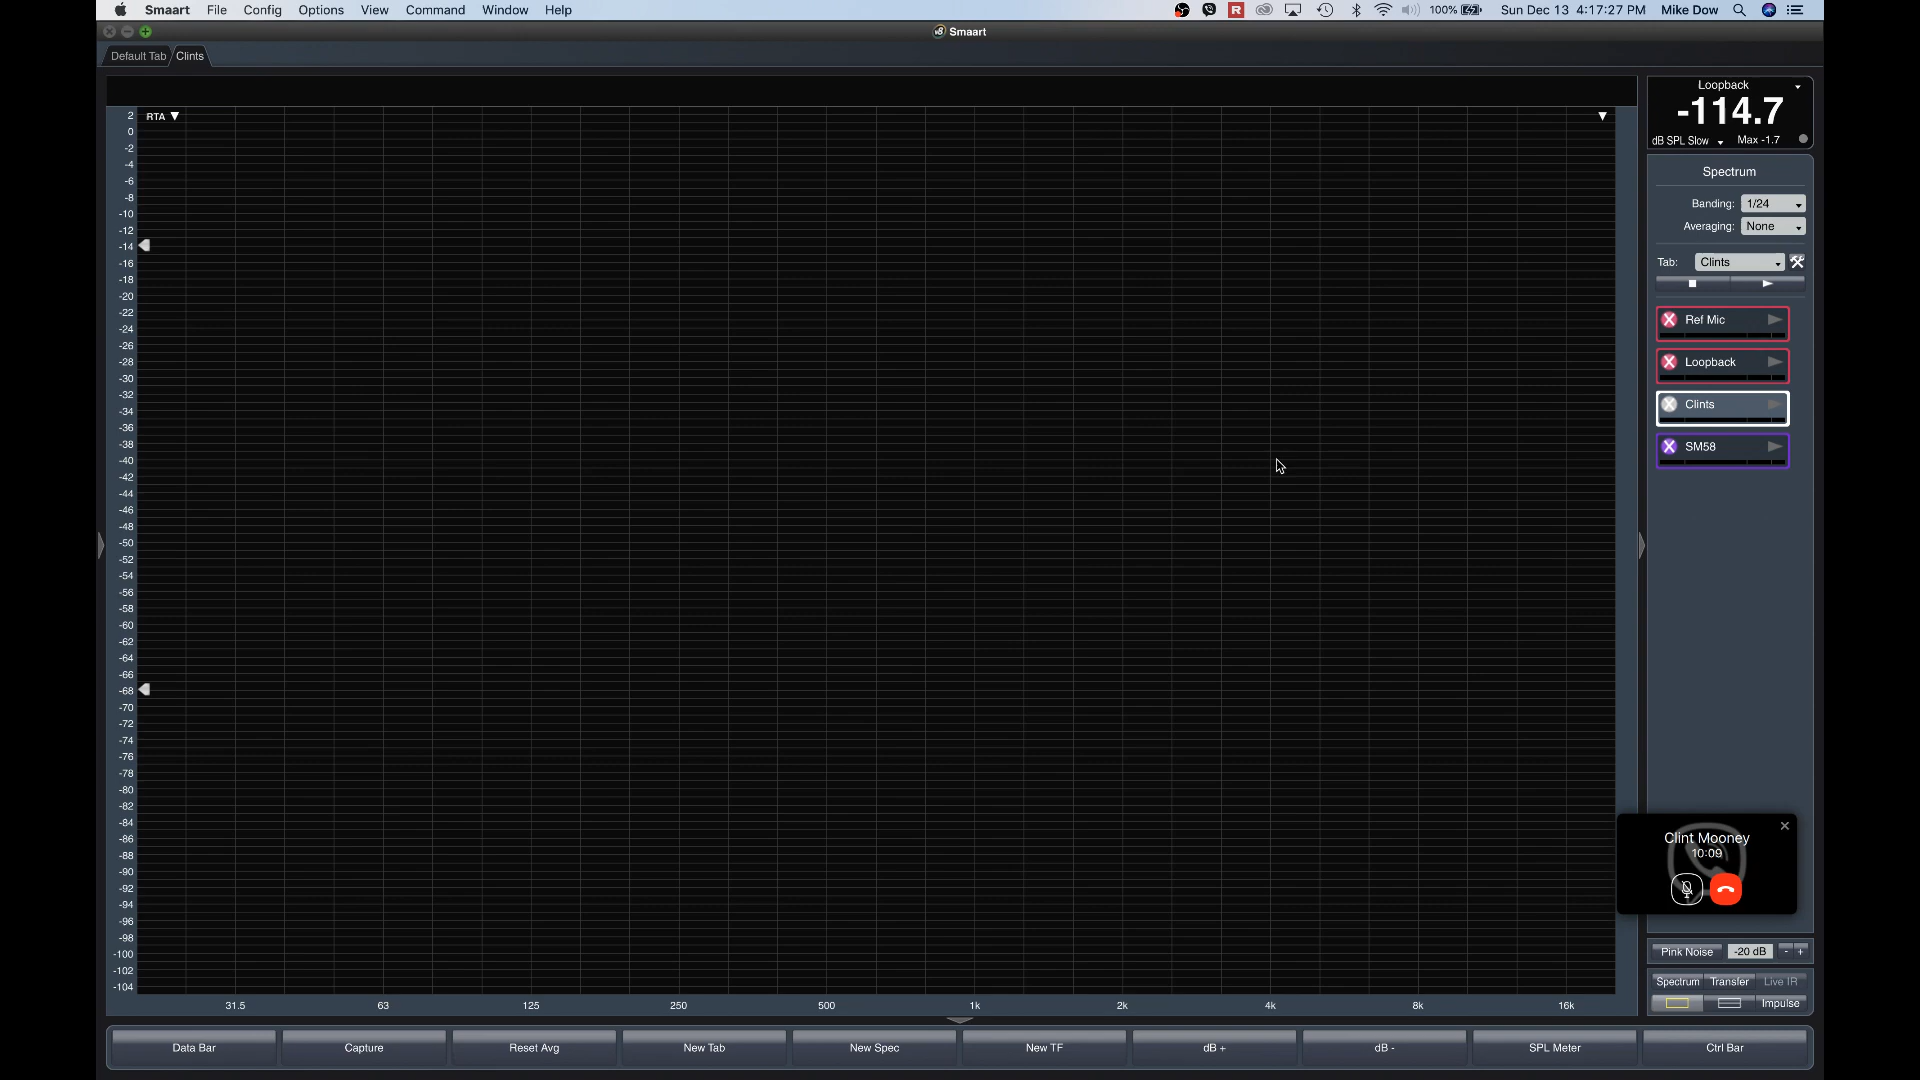 Smaart File Config Options View Command Window Help 100% Sun Dec 13 4:17:27 PM Mike Dow
Smaart
Default Tab Clints
RTA
2
0
-2
-4
-6
-8
-10
-12
-14
-16
-18
-20
-22
-24
-26
-28
-30
-32
-34
-36
-38
-40
-42
-44
-46
-48
-50
-52
-54
-56
-58
-60
-62
-64
-66
-68
-70
-72
-74
-76
-78
-80
-82
-84
-86
-88
-90
-92
-94
-96
-98
-100
-102
-104
31.5 63 125 250 500 1k 2k 4k 8k 16k
Loopback
-114.7
dB SPL Slow Max -1.7
Spectrum
Banding: 1/24
Averaging: None
Tab: Clints
Ref Mic
Loopback
Clints
SM58
Clint Mooney
10:09
Pink Noise -20 dB - +
Spectrum Transfer Live IR
Impulse
Data Bar Capture Reset Avg New Tab New Spec New TF dB + dB - SPL Meter Ctrl Bar